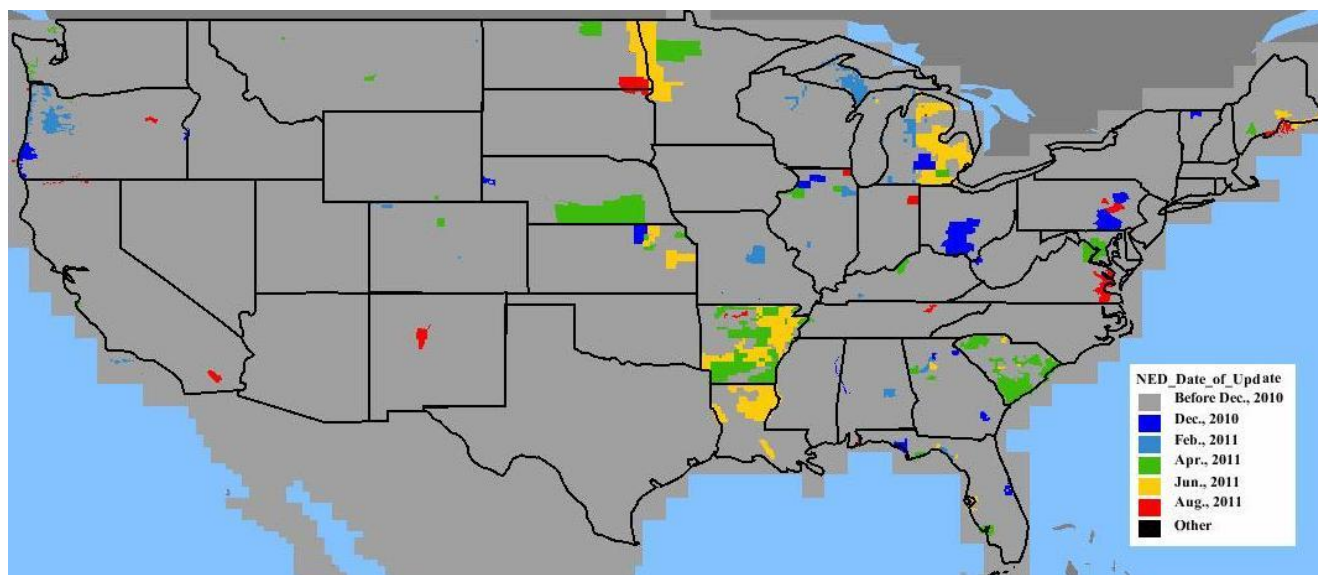 NED_Date_of_Update
Before Dec., 2010
Dec., 2010
Feb., 2011
Apr., 2011
Jun., 2011
Aug., 2011
Other